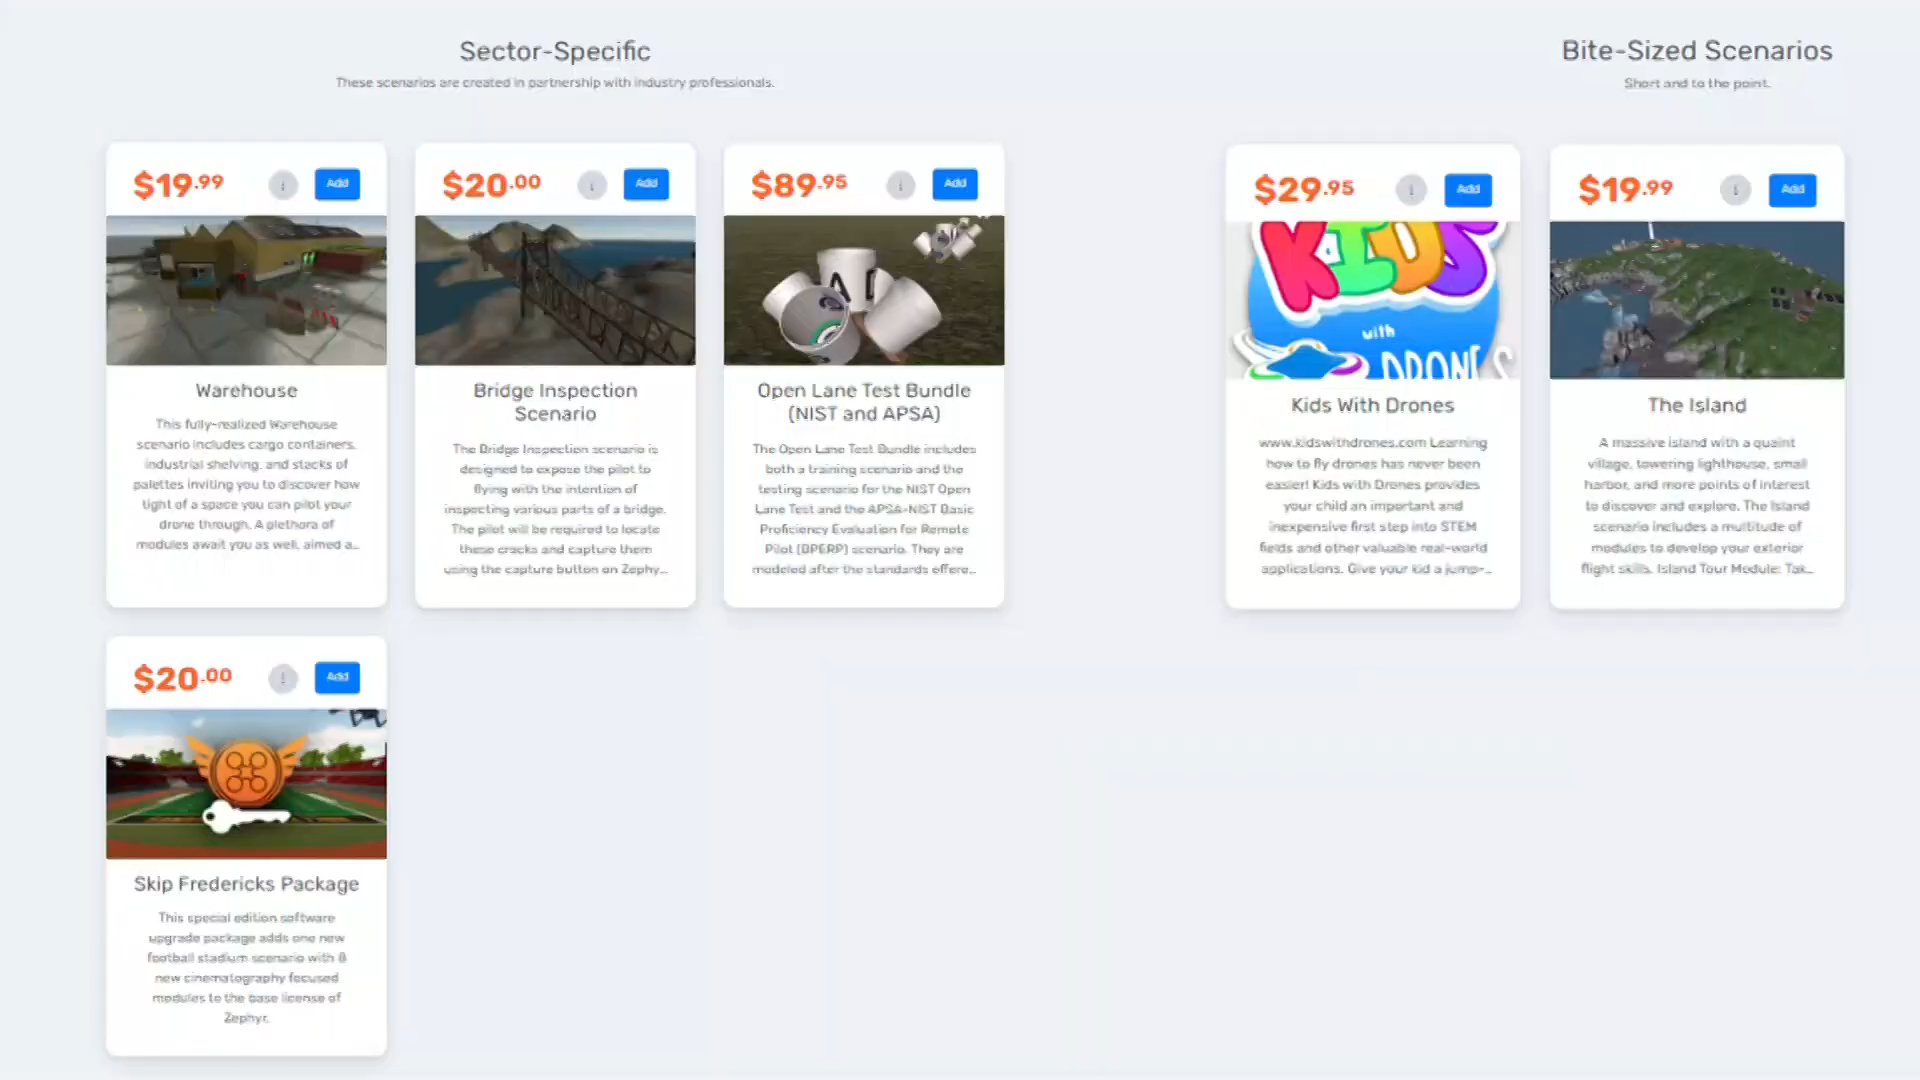 Sector-Specific
These scenarios are created in partnership with industry professionals.
$19.99
i
Add
Warehouse
This fully-realized Warehouse
scenario includes cargo containers,
industrial shelving, and stacks of
palettes inviting you to discover how
tight of a space you can pilot your
drone through. A plethora of
modules await you as well, aimed a...
$20.00
i
Add
Bridge Inspection
Scenario
The Bridge Inspection scenario is
designed to expose the pilot to
flying with the intention of
inspecting various parts of a bridge.
The pilot will be required to locate
these cracks and capture them
using the capture button on Zephy...
$89.95
i
Add
Open Lane Test Bundle
(NIST and APSA)
The Open Lane Test Bundle includes
both a training scenario and the
testing scenario for the NIST Open
Lane Test and the APSA-NIST Basic
Proficiency Evaluation for Remote
Pilot (BPERP) scenario. They are
modeled after the standards offere...
$20.00
i
Add
Skip Fredericks Package
This special edition software
upgrade package adds one new
football stadium scenario with 8
new cinematography focused
modules to the base license of
Zephyr.
Bite-Sized Scenarios
Short and to the point.
$29.95
i
Add
KIDS
with
DRONES
Kids With Drones
www.kidswithdrones.com Learning
how to fly drones has never been
easier! Kids with Drones provides
your child an important and
inexpensive first step into STEM
fields and other valuable real-world
applications. Give your kid a jump-...
$19.99
i
Add
The Island
A massive island with a quaint
village, towering lighthouse, small
harbor, and more points of interest
to discover and explore. The Island
scenario includes a multitude of
modules to develop your exterior
flight skills. Island Tour Module: Tak...